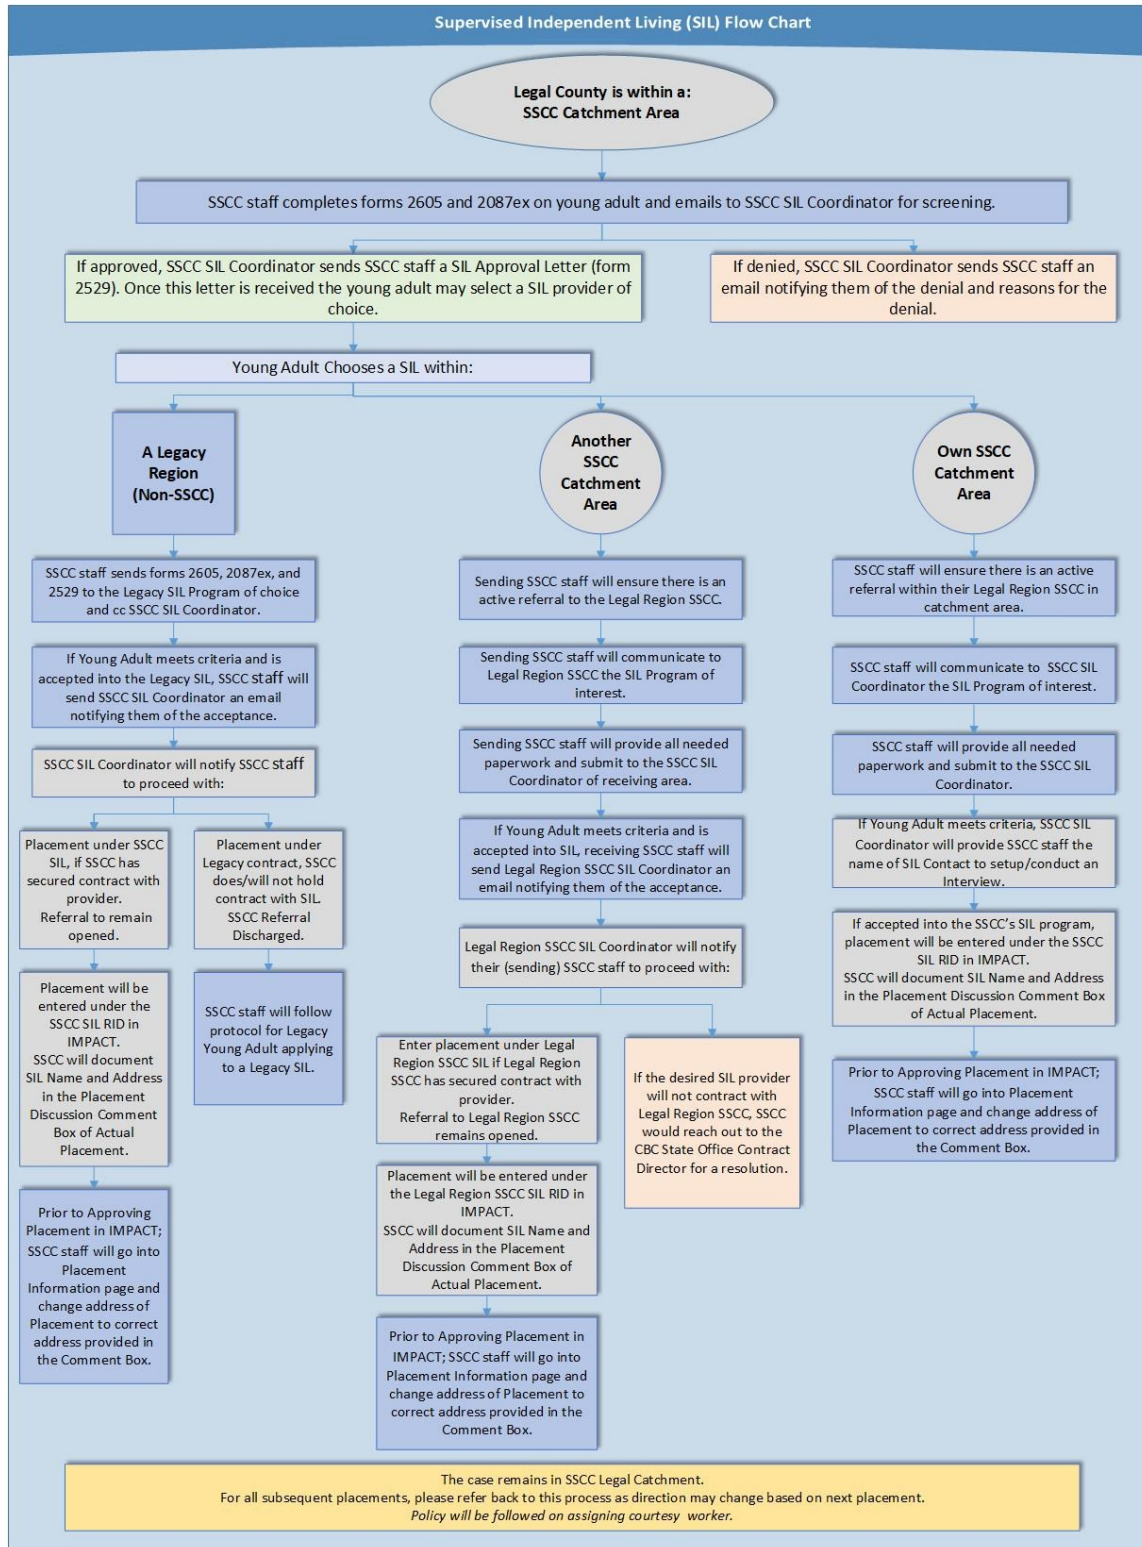 Supervised Independent Living (SIL) Flow Chart
Legal County is within a:
SSCC Catchment Area
SSCC staff completes forms 2605 and 2087ex on young adult and emails to SSCC SIL Coordinator for screening.
If approved, SSCC SIL Coordinator sends SSCC staff a SIL Approval Letter (form
2529). Once this letter is received the young adult may select a SIL provider of
choice.
If denied, SSCC SIL Coordinator sends SSCC staff an
email notifying them of the denial and reasons for the
denial.
Young Adult Chooses a SIL within:
A Legacy
Region
(Non-SSCC)
SSCC staff sends forms 2605, 2087ex, and
2529 to the Legacy SIL Program of choice
and cc SSCC SIL Coordinator.
If Young Adult meets criteria and is
accepted into the Legacy SIL, SSCC staff will
send SSCC SIL Coordinator an email
notifying them of the acceptance.
SSCC SIL Coordinator will notify SSCC staff
to proceed with:
Placement under SSCC
SIL, if SSCC has
secured contract with
provider.
Referral to remain
opened.
Placement will be
entered under the
SSCC SIL RID in
IMPACT.
SSCC will document
SIL Name and Address
in the Placement
Discussion Comment
Box of Actual
Placement.
Prior to Approving
Placement in IMPACT;
SSCC staff will go into
Placement
Information page and
change address of
Placement to correct
address provided in
the Comment Box.
Placement under
Legacy contract, SSCC
does/will not hold
contract with SIL.
SSCC Referral
Discharged.
SSCC staff will follow
protocol for Legacy
Young Adult applying
to a Legacy SIL.
Another
SSCC
Catchment
Area
Sending SSCC staff will ensure there is an
active referral to the Legal Region SSCC.
Sending SSCC staff will communicate to
Legal Region SSCC the SIL Program of
interest.
Sending SSCC staff will provide all needed
paperwork and submit to the SSCC SIL
Coordinator of receiving area.
If Young Adult meets criteria and is
accepted into SIL, receiving SSCC staff will
send Legal Region SSCC SIL Coordinator an
email notifying them of the acceptance.
Legal Region SSCC SIL Coordinator will notify
their (sending) SSCC staff to proceed with:
Enter placement under Legal
Region SSCC SIL if Legal Region
SSCC has secured contract with
provider.
Referral to Legal Region SSCC
remains opened.
Placement will be entered under
the Legal Region SSCC SIL RID in
IMPACT.
SSCC will document SIL Name and
Address in the Placement
Discussion Comment Box of
Actual Placement.
Prior to Approving Placement in
IMPACT; SSCC staff will go into
Placement Information page and
change address of Placement to
correct address provided in the
Comment Box.
If the desired SIL provider
will not contract with
Legal Region SSCC, SSCC
would reach out to the
CBC State Office Contract
Director for a resolution.
Own SSCC
Catchment
Area
SSCC staff will ensure there is an active
referral within their Legal Region SSCC in
catchment area.
SSCC staff will communicate to SSCC SIL
Coordinator the SIL Program of interest.
SSCC staff will provide all needed
paperwork and submit to the SSCC SIL
Coordinator.
If Young Adult meets criteria, SSCC SIL
Coordinator will provide SSCC staff the
name of SIL Contact to setup/conduct an
Interview.
If accepted into the SSCC's SIL program,
placement will be entered under the SSCC
SIL RID in IMPACT.
SSCC will document SIL Name and Address
in the Placement Discussion Comment Box
of Actual Placement.
Prior to Approving Placement in IMPACT;
SSCC staff will go into Placement
Information page and change address of
Placement to correct address provided in
the Comment Box.
The case remains in SSCC Legal Catchment.
For all subsequent placements, please refer back to this process as direction may change based on next placement.
Policy will be followed on assigning courtesy worker.